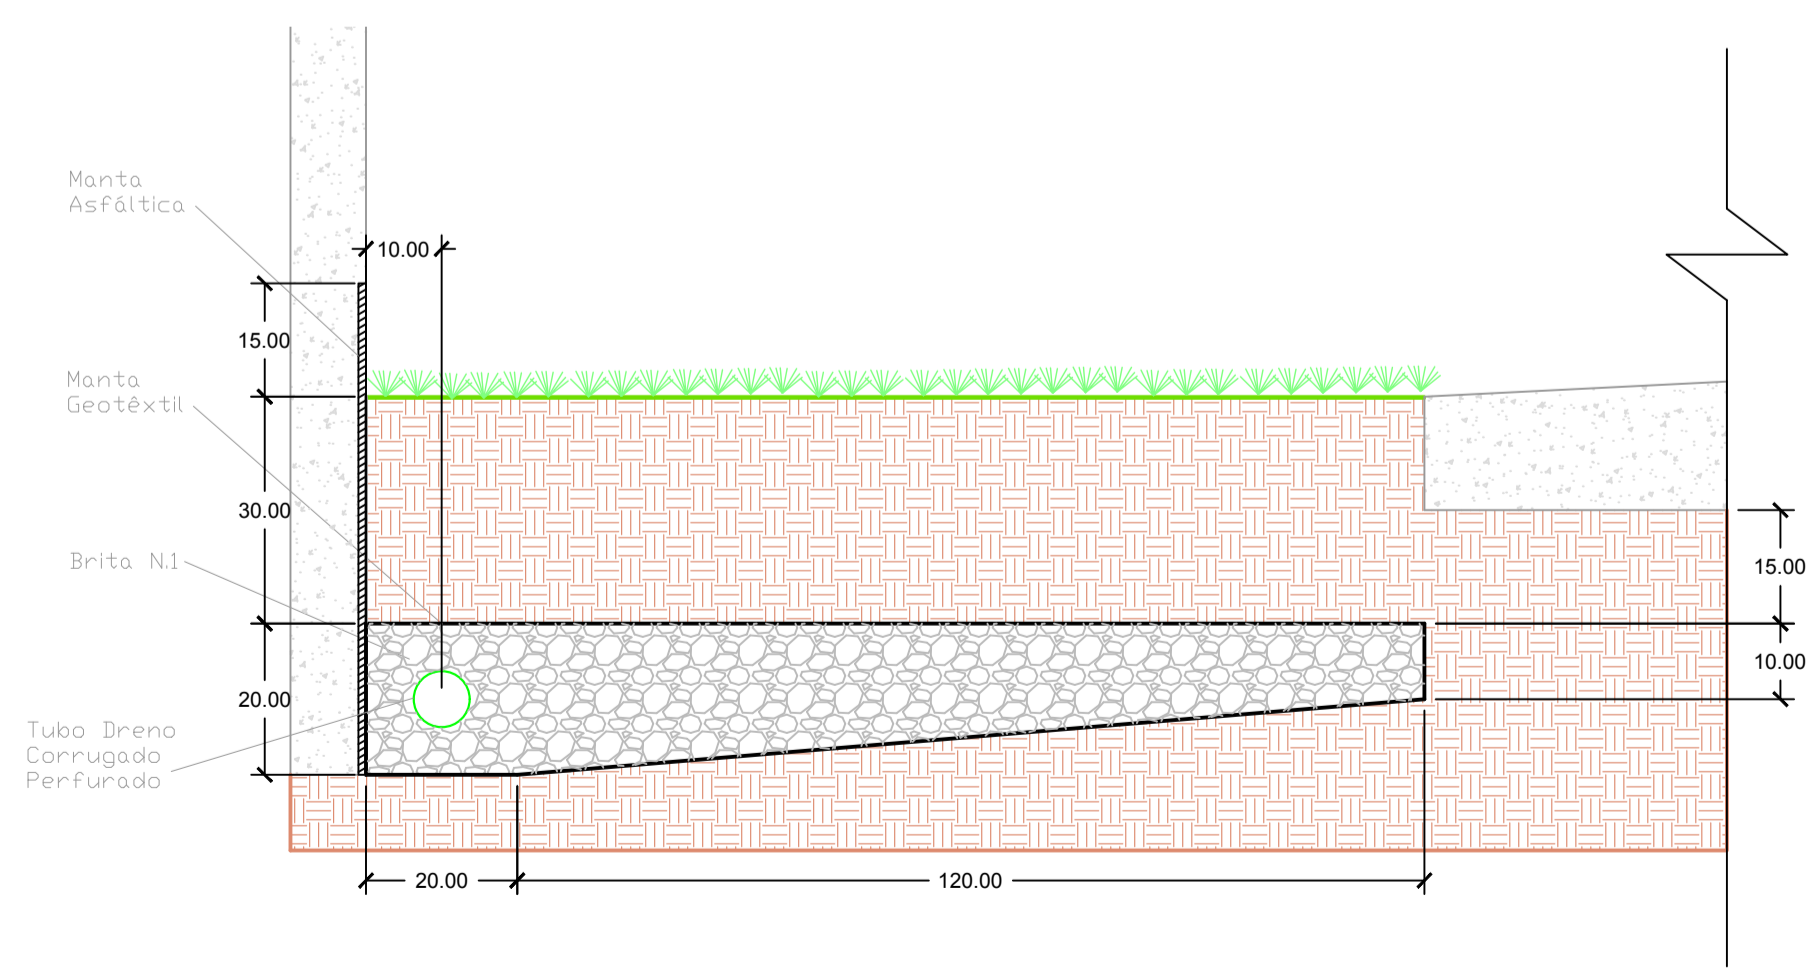 Manta
Asfáltica
10.00
15.00
Manta
Geotêxtil
30.00
Brita N.1
15.00
10.00
20.00
Tubo Dreno
Corrugado
Perfurado
20.00
120.00